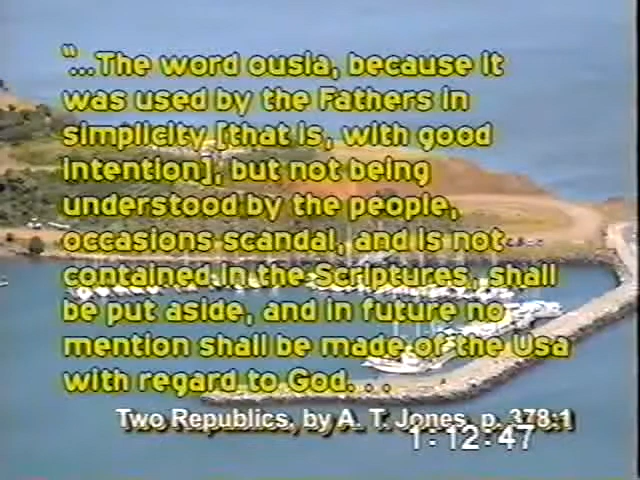 “...The word ousia, because it
was used by the Fathers in
simplicity [that is, with good
intention], but not being
understood by the people,
occasions scandal, and is not
contained in the Scriptures, shall
be put aside, and in future no
mention shall be made of the Usa
with regard to God. . .
Two Republics, by A. T. Jones, p. 378:1
1:12:47